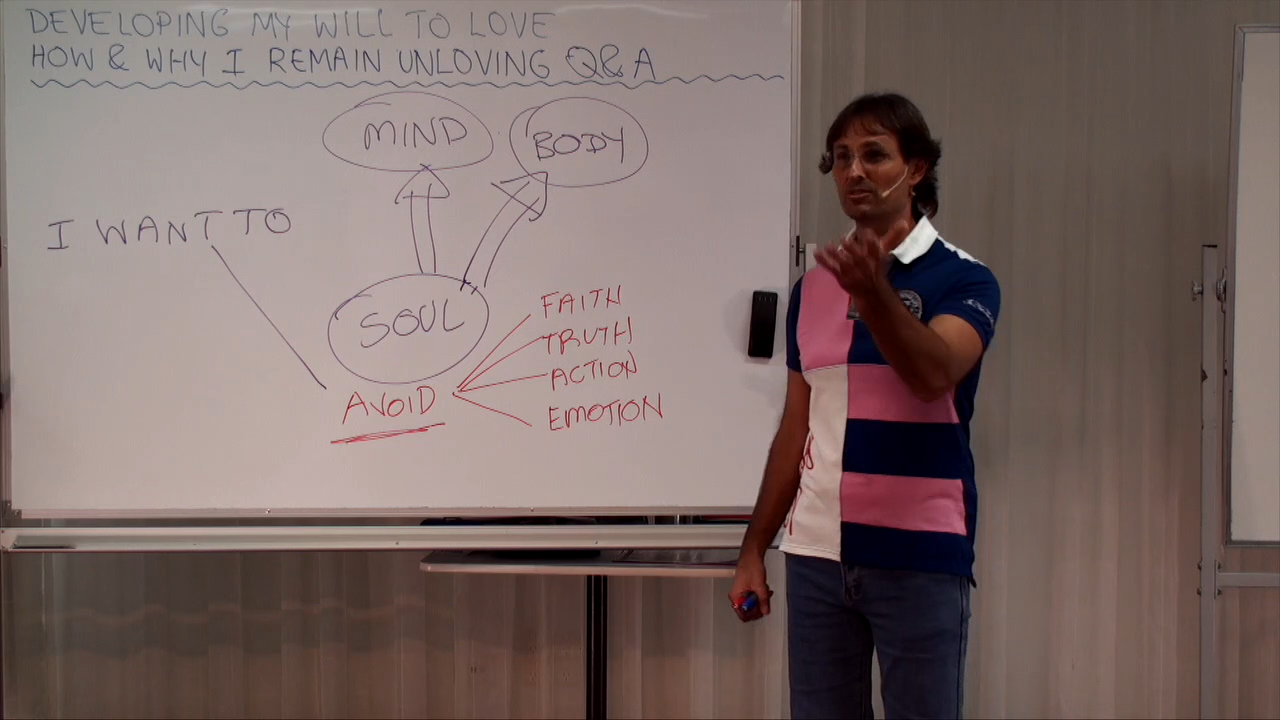 DEVELOPING MY WILL TO LOVE
HOW & WHY I REMAIN UNLOVING Q&A
MIND
BODY
I WANT TO
SOUL
AVOID
FAITH
TRUTH
ACTION
EMOTION